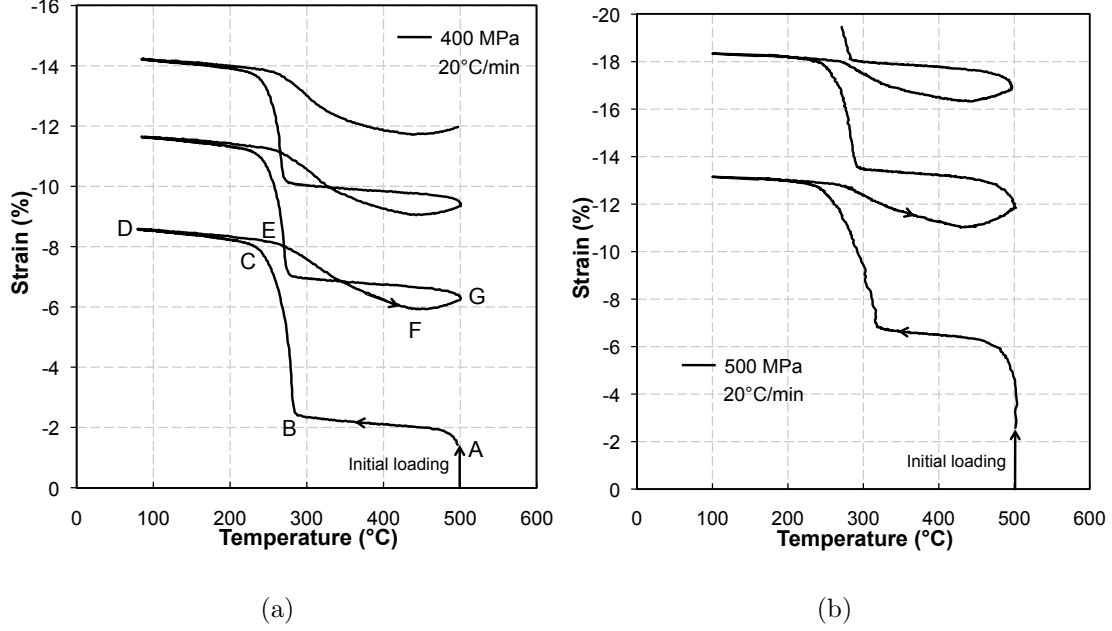 -16
-14
-12
-10
-8
-6
-4
-2
0
0
100
200
300
400
500
600
Strain (%)
Temperature (°C)
400 MPa
20°C/min
D
E
C
G
F
B
A
Initial loading
(a)
-20
-18
-16
-14
-12
-10
-8
-6
-4
-2
0
0
100
200
300
400
500
600
Strain (%)
Temperature (°C)
500 MPa
20°C/min
Initial loading
(b)